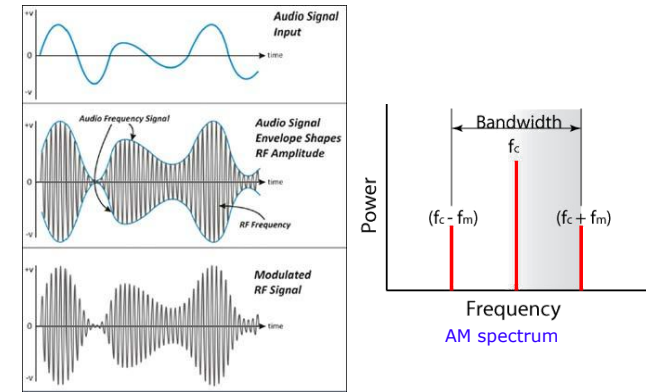 +v
Audio Signal
Input
0
time
-v
Audio Frequency Signal
+v
Audio Signal
Envelope Shapes
RF Amplitude
0
time
RF Frequency
-v
+v
Modulated
RF Signal
0
time
-v
Bandwidth
fc
(fc - fm)
(fc + fm)
Power
Frequency
AM spectrum